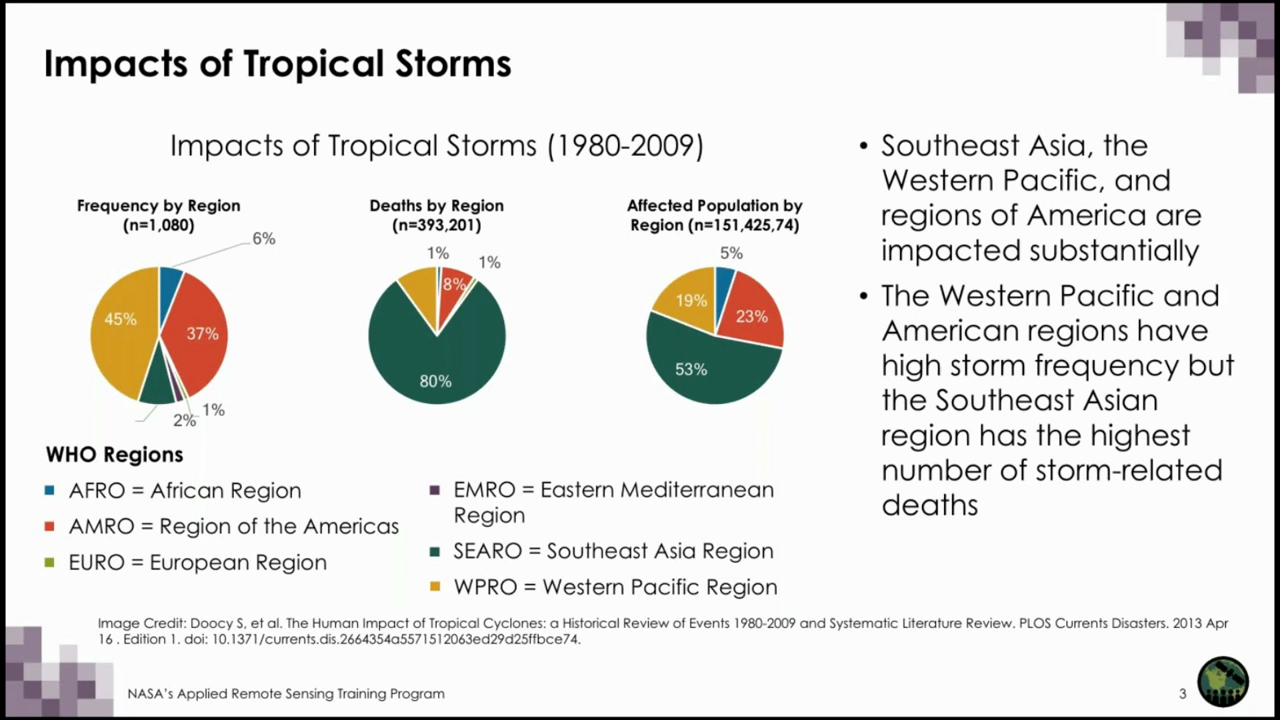 Impacts of Tropical Storms
Impacts of Tropical Storms (1980-2009)
Frequency by Region
(n=1,080)
6%
45%
37%
2%
1%
Deaths by Region
(n=393,201)
1%
1%
8%
80%
Affected Population by
Region (n=151,425,74)
5%
19%
23%
53%
WHO Regions
AFRO = African Region
AMRO = Region of the Americas
EURO = European Region
EMRO = Eastern Mediterranean
Region
SEARO = Southeast Asia Region
WPRO = Western Pacific Region
• Southeast Asia, the
Western Pacific, and
regions of America are
impacted substantially
• The Western Pacific and
American regions have
high storm frequency but
the Southeast Asian
region has the highest
number of storm-related
deaths
Image Credit: Doocy S, et al. The Human Impact of Tropical Cyclones: a Historical Review of Events 1980-2009 and Systematic Literature Review. PLOS Currents Disasters. 2013 Apr
16 . Edition 1. doi: 10.1371/currents.dis.2664354a5571512063ed29d25ffbce74.
NASA's Applied Remote Sensing Training Program
3